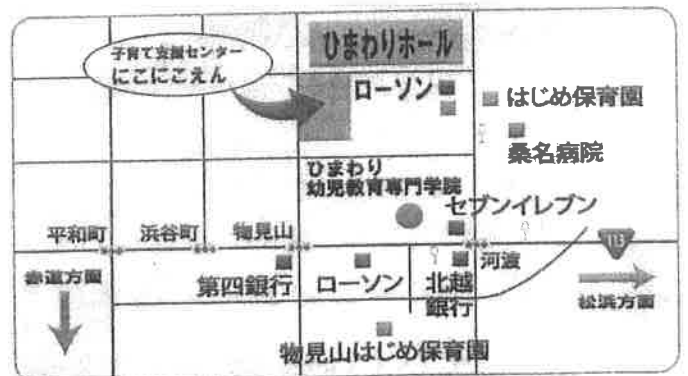 子育て支援センター
にこにこえん
ひまわりホール
ローソン
はじめ保育園
桑名病院
ひまわり
幼児教育専門学院
セブンイレブン
平和町
浜谷町
物見山
河渡
113
赤道方面
第四銀行
ローソン
北越
銀行
松浜方面
物見山はじめ保育園